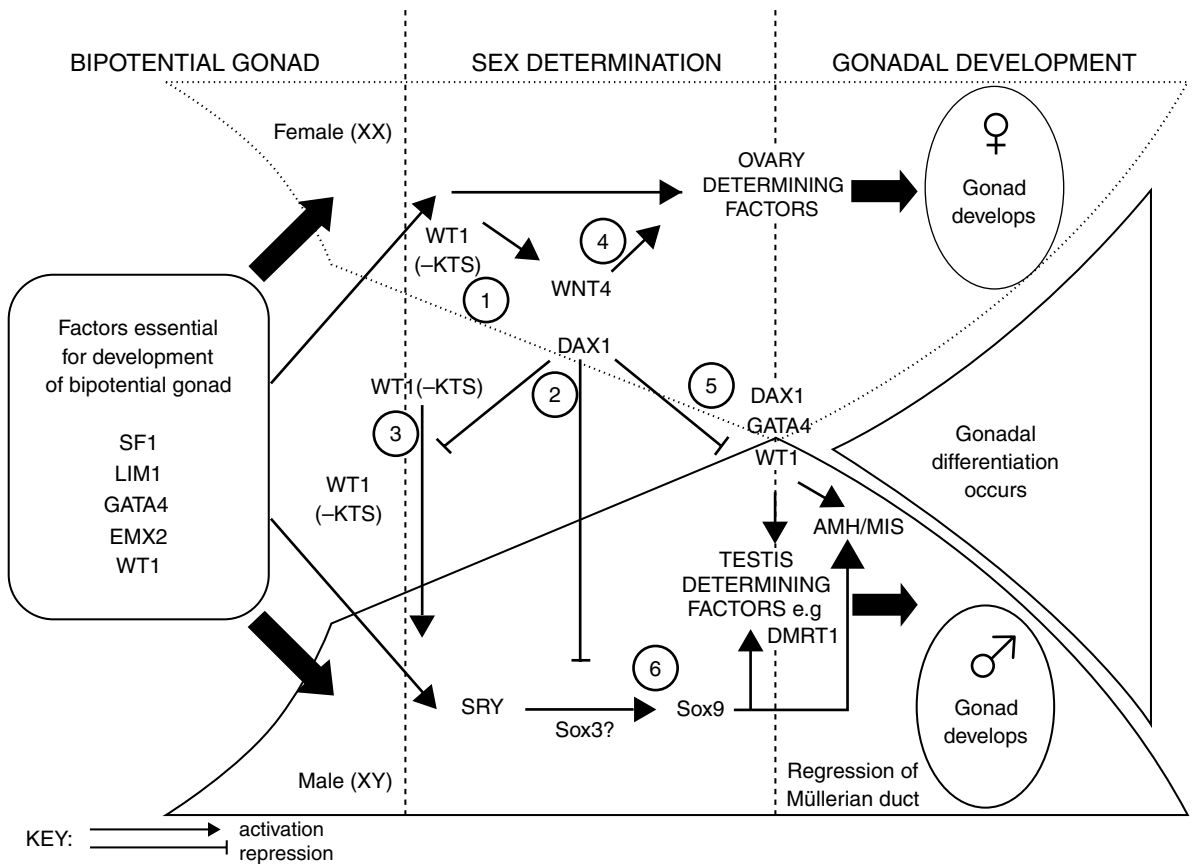 BIPOTENTIAL GONAD
SEX DETERMINATION
GONADAL DEVELOPMENT
Female (XX)
WT1
(–KTS)
4
WNT4
1
OVARY
DETERMINING
FACTORS
♀
Gonad
develops
Factors essential
for development
of bipotential gonad
SF1
LIM1
GATA4
EMX2
WT1
DAX1
WT1(–KTS)
2
5
3
WT1
(–KTS)
DAX1
GATA4
WT1
Gonadal
differentiation
occurs
AMH/MIS
TESTIS
DETERMINING
FACTORS e.g
DMRT1
6
SRY
Sox3?
Sox9
♂
Gonad
develops
Male (XY)
Regression of
Müllerian duct
KEY:
activation
repression